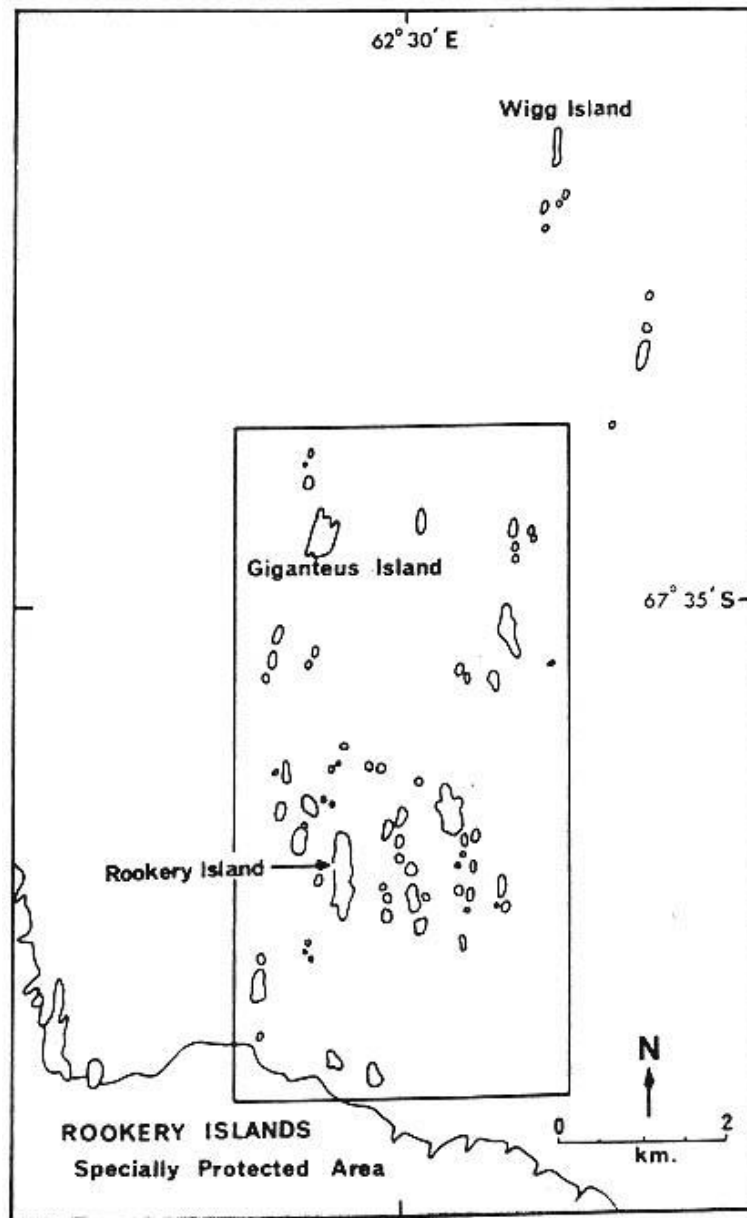 62° 30′ E
Wigg Island
Giganteus Island
67° 35′ S
Rookery Island
N
0 2
km.
ROOKERY ISLANDS
Specially Protected Area